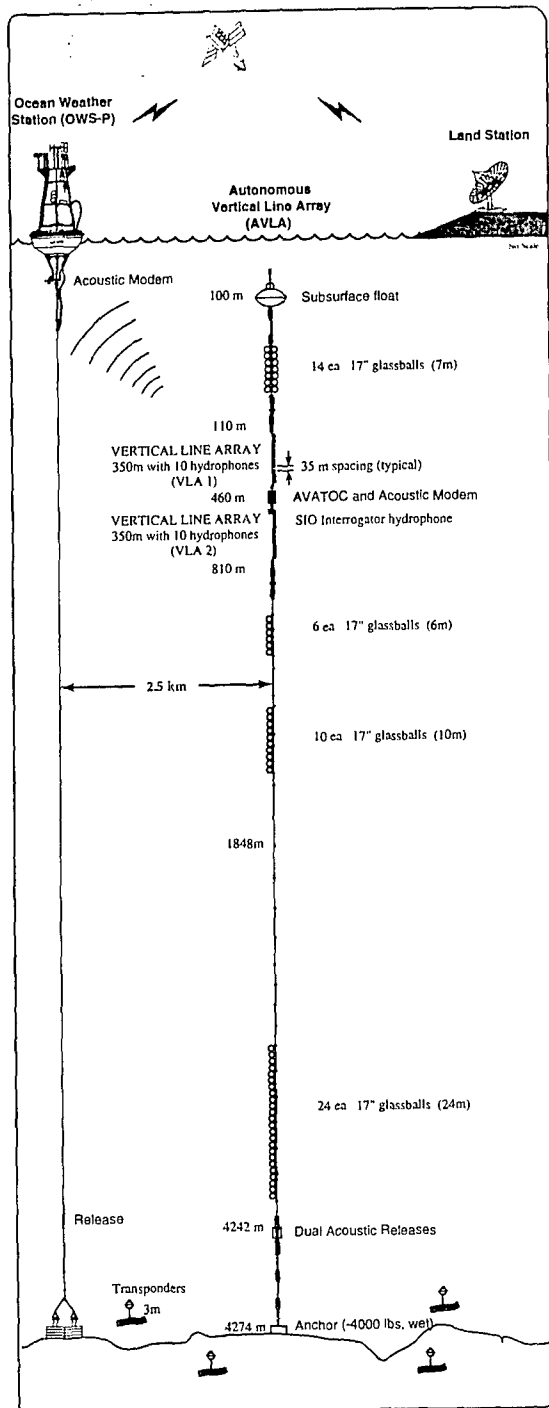 Ocean Weather
Station (OWS-P)
Land Station
Autonomous
Vertical Line Array
(AVLA)
Not to Scale
Acoustic Modem
100 m
Subsurface float
14 ea 17" glassballs (7m)
110 m
VERTICAL LINE ARRAY
350m with 10 hydrophones
(VLA 1)
35 m spacing (typical)
460 m
AVATOC and Acoustic Modem
VERTICAL LINE ARRAY
350m with 10 hydrophones
(VLA 2)
SIO Interrogator hydrophone
810 m
6 ea 17" glassballs (6m)
2.5 km
10 ea 17" glassballs (10m)
1848m
24 ea 17" glassballs (24m)
Release
4242 m
Dual Acoustic Releases
Transponders
3m
4274 m
Anchor (-4000 lbs, wet)